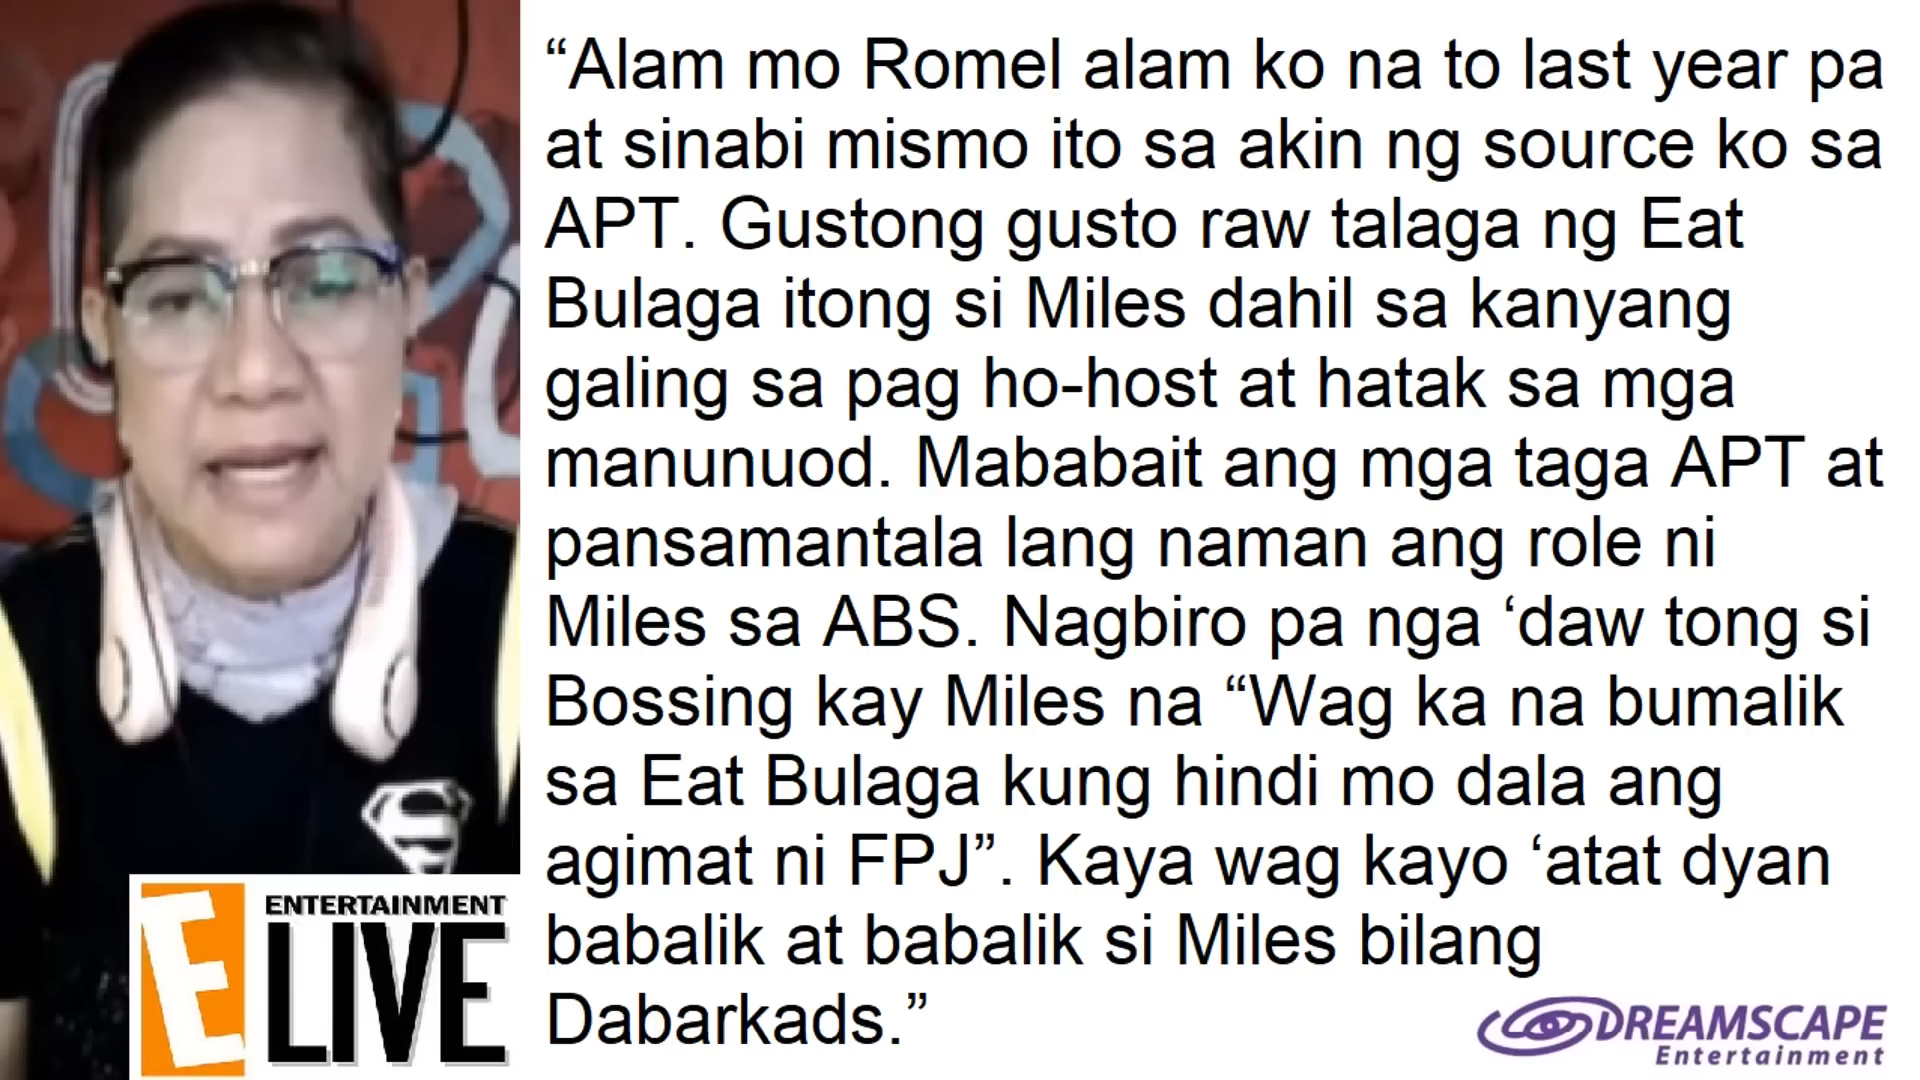 “Alam mo Romel alam ko na to last year pa
at sinabi mismo ito sa akin ng source ko sa
APT. Gustong gusto raw talaga ng Eat
Bulaga itong si Miles dahil sa kanyang
galing sa pag ho-host at hatak sa mga
manunuod. Mababait ang mga taga APT at
pansamantala lang naman ang role ni
Miles sa ABS. Nagbiro pa nga ‘daw tong si
Bossing kay Miles na “Wag ka na bumalik
sa Eat Bulaga kung hindi mo dala ang
agimat ni FPJ”. Kaya wag kayo ‘atat dyan
babalik at babalik si Miles bilang
Dabarkads.”
E
ENTERTAINMENT
LIVE
DREAMSCAPE
Entertainment